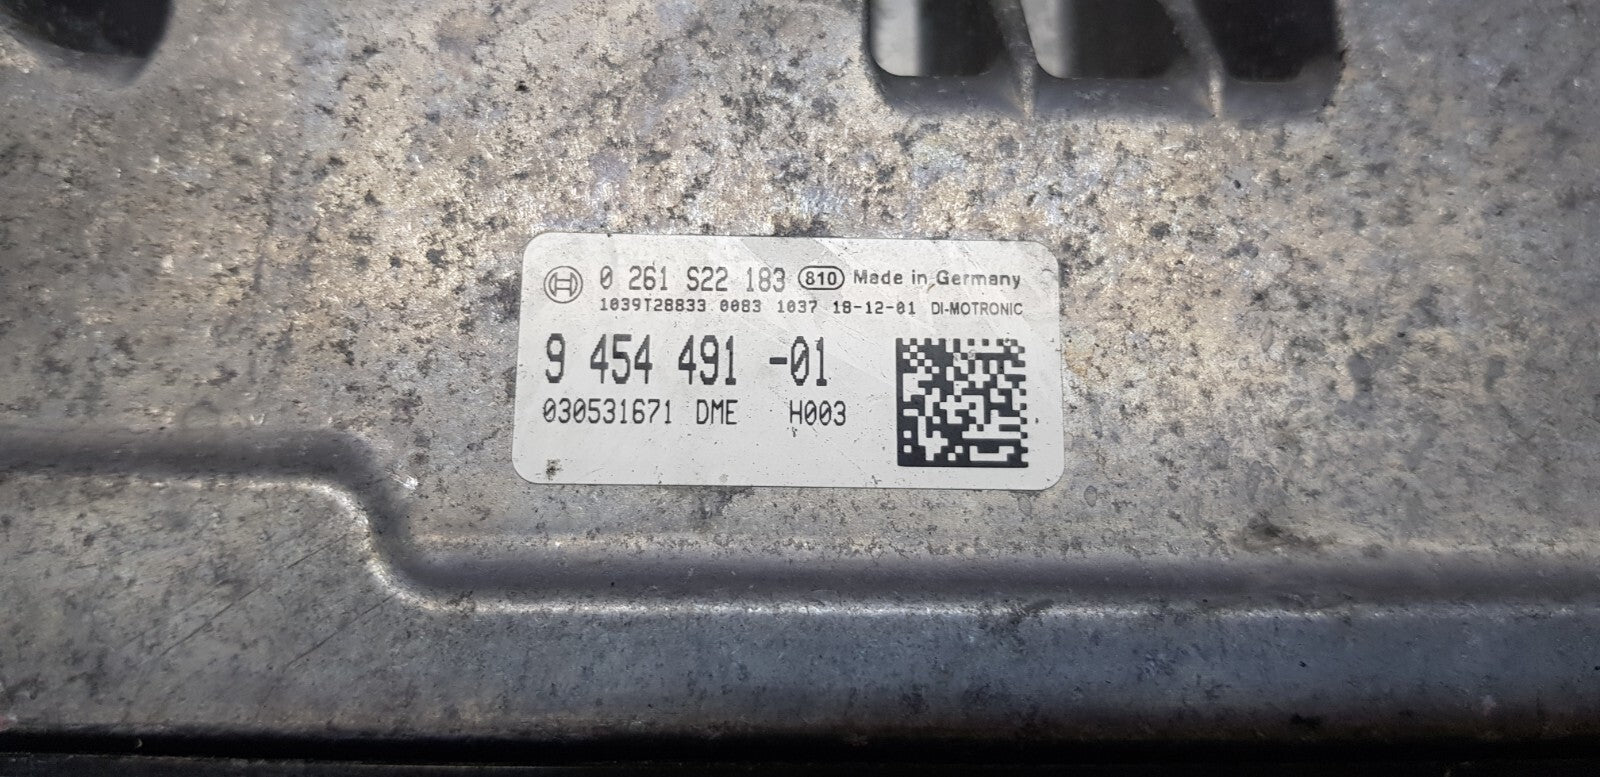 0 261 S22 183 810 Made in Germany
1039T28833 0083 1037 18-12-01 DI-MOTRONIC
9 454 491 -01
030531671 DME H003